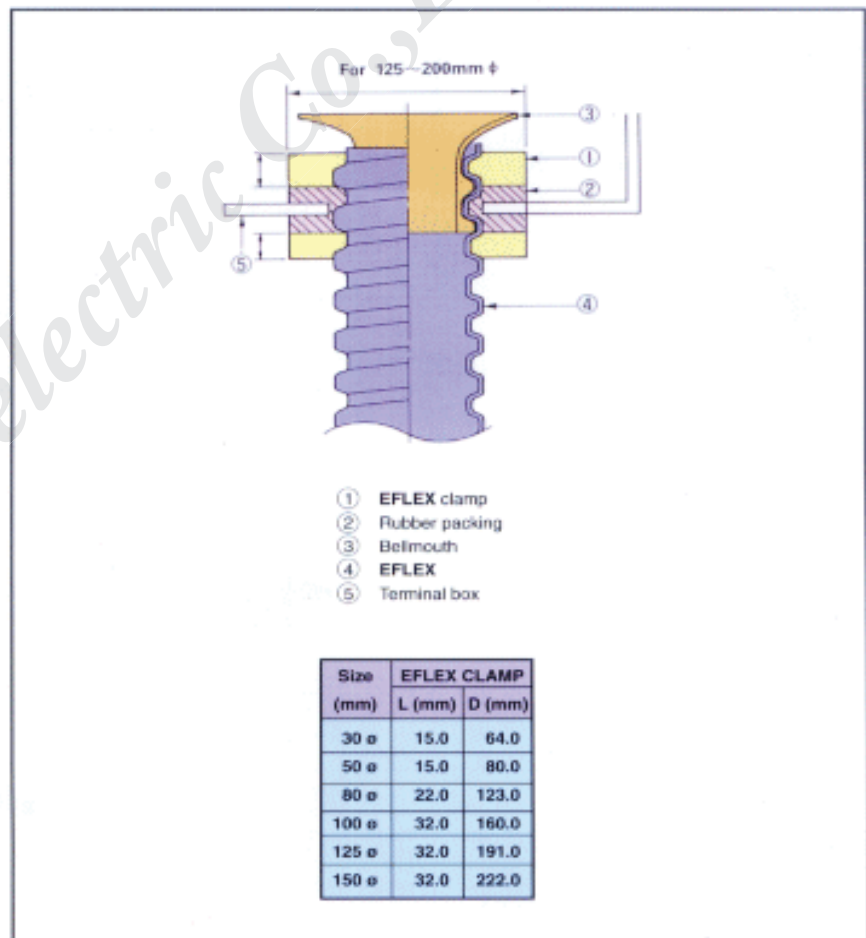 electric Co.,
For 125~200mm ϕ
③
①
②
⑤
④
① EFLEX clamp
② Rubber packing
③ Bellmouth
④ EFLEX
⑤ Terminal box
Size (mm) EFLEX CLAMP
L (mm) D (mm)
30 ø 15.0 64.0
50 ø 15.0 80.0
80 ø 22.0 123.0
100 ø 32.0 160.0
125 ø 32.0 191.0
150 ø 32.0 222.0